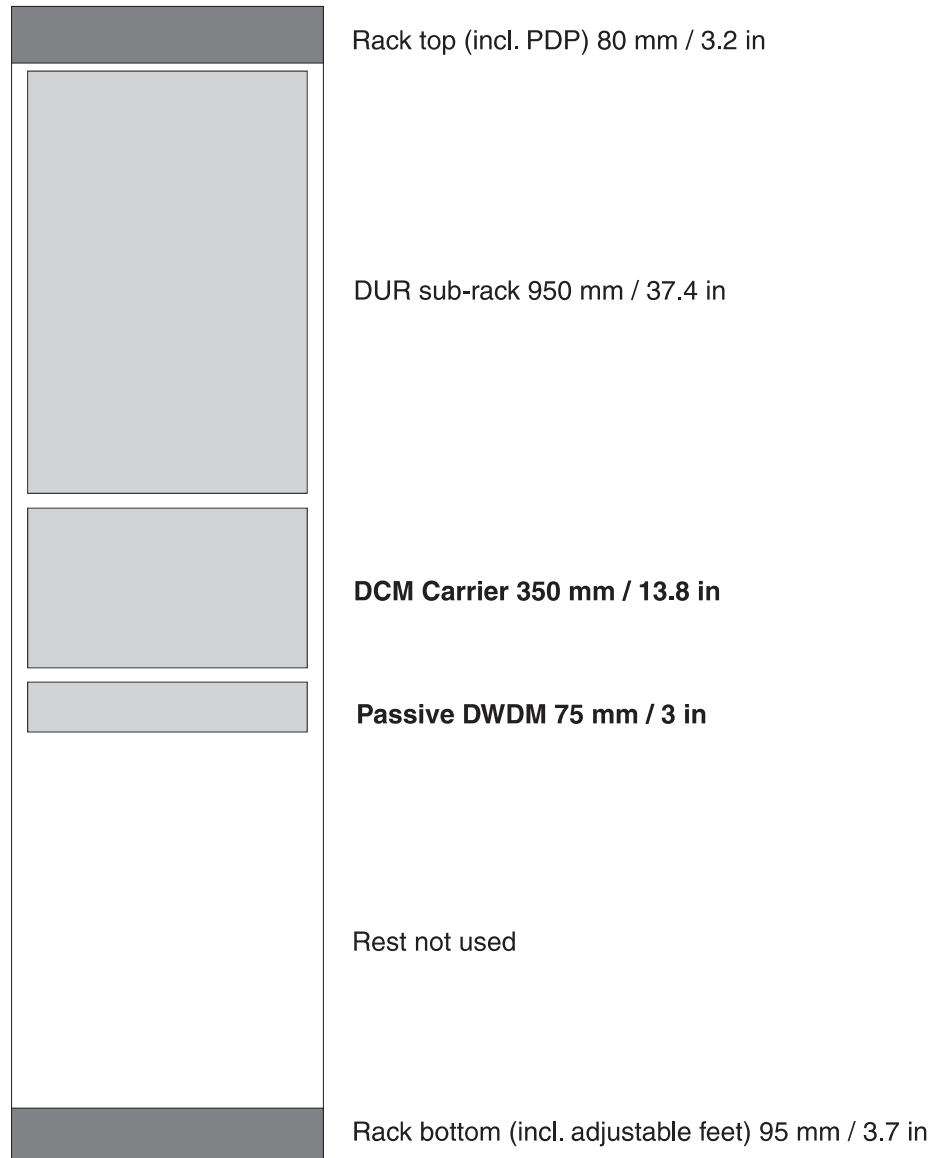 Rack top (incl. PDP) 80 mm / 3.2 in
DUR sub-rack 950 mm / 37.4 in
DCM Carrier 350 mm / 13.8 in
Passive DWDM 75 mm / 3 in
Rest not used
Rack bottom (incl. adjustable feet) 95 mm / 3.7 in